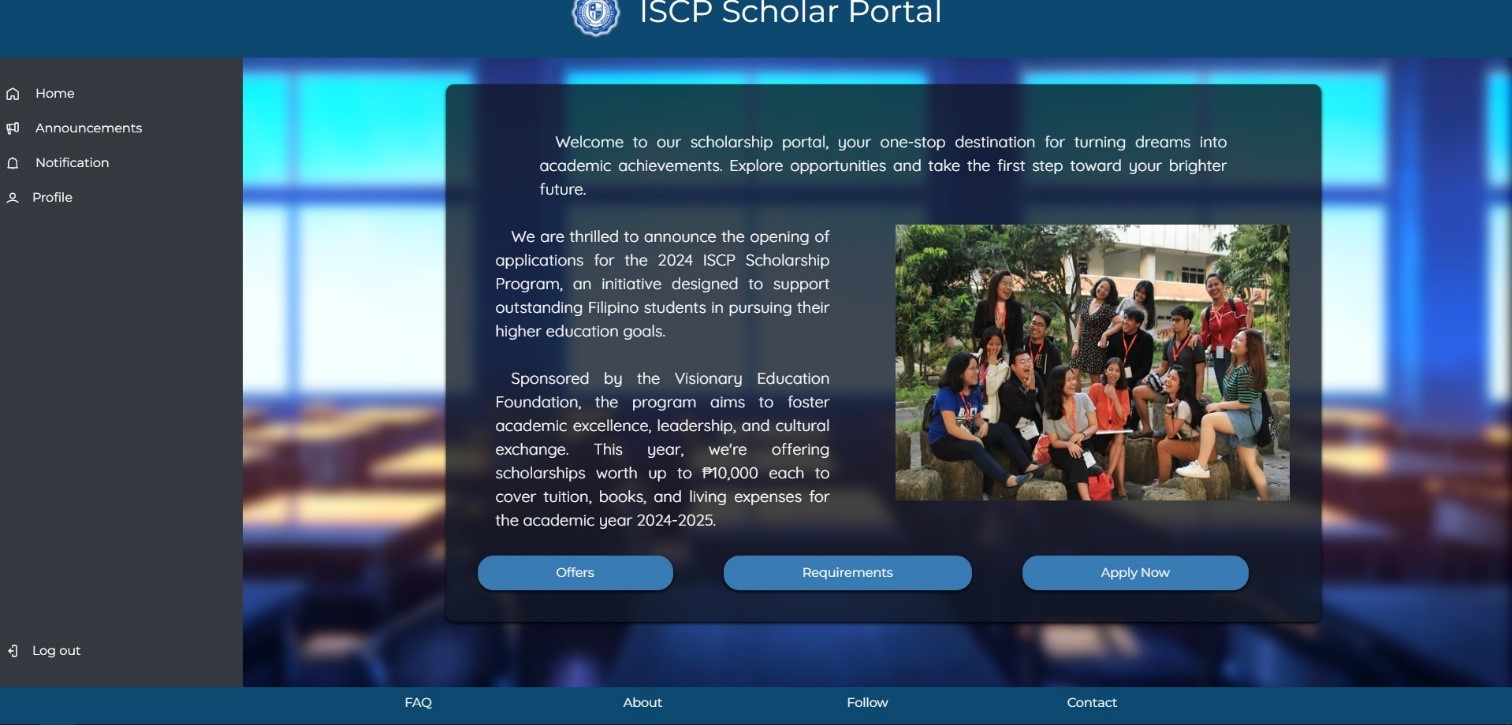 ISCP Scholar Portal
Home
Announcements
Notification
Profile
Log out
Welcome to our scholarship portal, your one-stop destination for turning dreams into
academic achievements. Explore opportunities and take the first step toward your brighter
future.
We are thrilled to announce the opening of
applications for the 2024 ISCP Scholarship
Program, an initiative designed to support
outstanding Filipino students in pursuing their
higher education goals.
Sponsored by the Visionary Education
Foundation, the program aims to foster
academic excellence, leadership, and cultural
exchange. This year, we're offering
scholarships worth up to ₱10,000 each to
cover tuition, books, and living expenses for
the academic year 2024-2025.
Offers
Requirements
Apply Now
FAQ
About
Follow
Contact